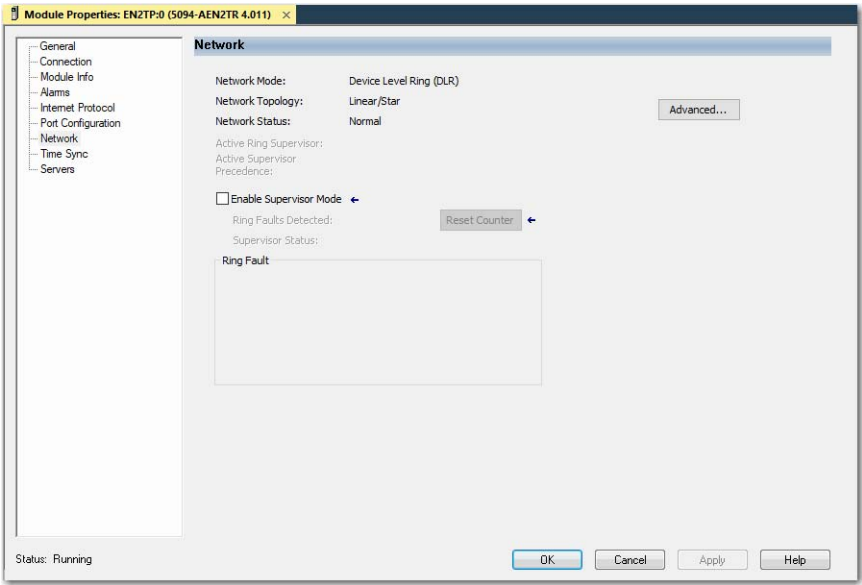 Module Properties: EN2TP:0 (5094-AEN2TR 4.011) ×
General
Connection
Module Info
Alarms
Internet Protocol
Port Configuration
Network
Time Sync
Servers
Network
Network Mode: Device Level Ring (DLR)
Network Topology: Linear/Star
Advanced...
Network Status: Normal
Active Ring Supervisor:
Active Supervisor
Precedence:
Enable Supervisor Mode
Ring Faults Detected: Reset Counter
Supervisor Status:
Ring Fault
Status: Running
OK Cancel Apply Help